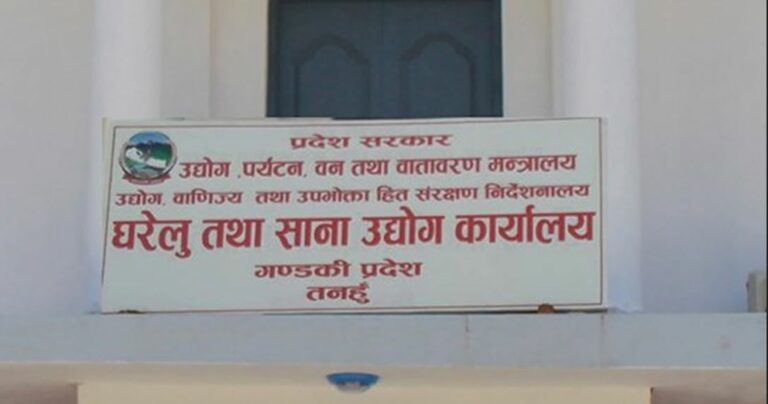 प्रदेश सरकार
उद्योग ,पर्यटन, वन तथा वातावरण मन्त्रालय
उद्योग, वाणिज्य तथा उपभोक्ता हित संरक्षण निर्देशनालय
घरेलु तथा साना उद्योग कार्यालय
गण्डकी प्रदेश
तनहुँ